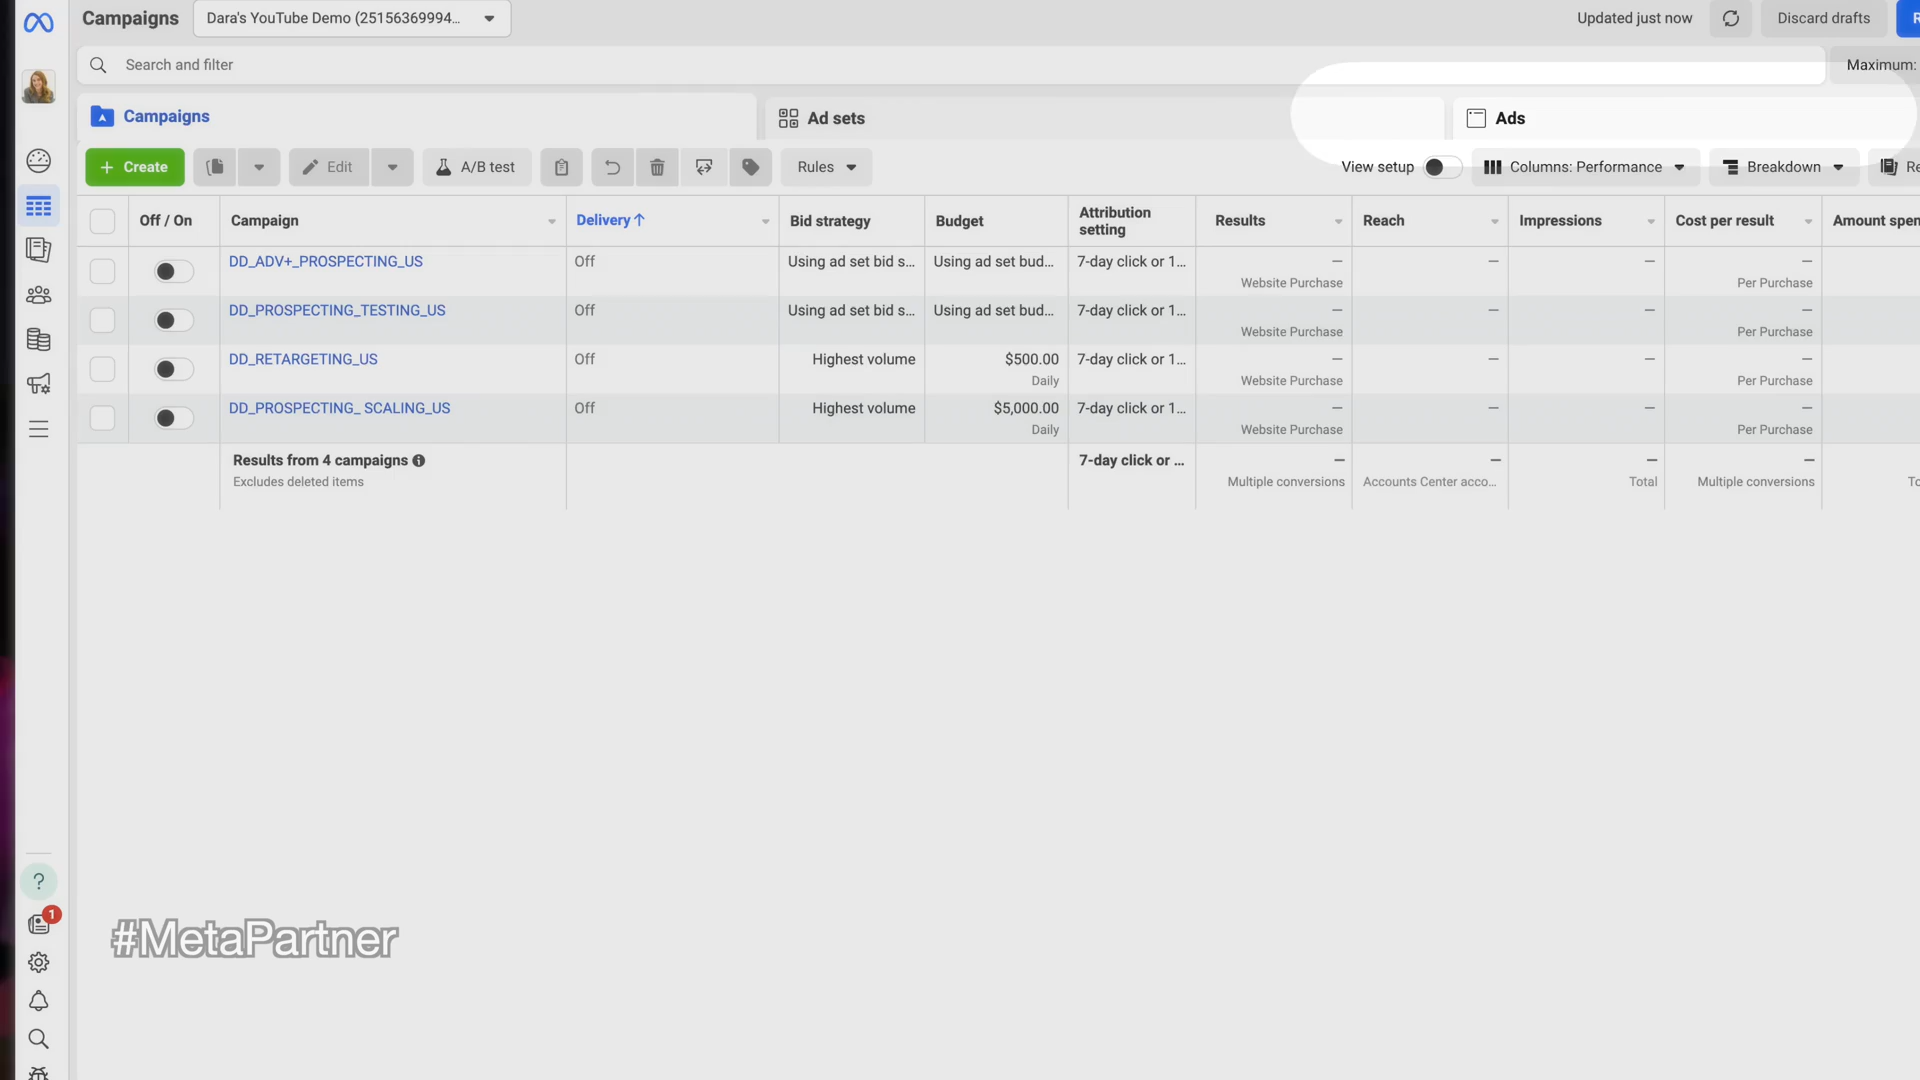 Campaigns
Dara's YouTube Demo (25156369994...
Updated just now
Discard drafts
Search and filter
Maximum:
Campaigns
Ad sets
Ads
+ Create
Edit
A/B test
Rules
View setup
Columns: Performance
Breakdown
Off / On
Campaign
Delivery ↑
Bid strategy
Budget
Attribution
setting
Results
Reach
Impressions
Cost per result
Amount spen
DD_ADV+_PROSPECTING_US
Off
Using ad set bid s...
Using ad set bud...
7-day click or 1...
—
—
—
—
Website Purchase
Per Purchase
DD_PROSPECTING_TESTING_US
Off
Using ad set bid s...
Using ad set bud...
7-day click or 1...
—
—
—
—
Website Purchase
Per Purchase
DD_RETARGETING_US
Off
Highest volume
$500.00
7-day click or 1...
—
—
—
—
Daily
Website Purchase
Per Purchase
DD_PROSPECTING_ SCALING_US
Off
Highest volume
$5,000.00
7-day click or 1...
—
—
—
—
Daily
Website Purchase
Per Purchase
Results from 4 campaigns
7-day click or ...
—
—
—
—
Excludes deleted items
Multiple conversions
Accounts Center acco...
Total
Multiple conversions
?
1
#MetaPartner